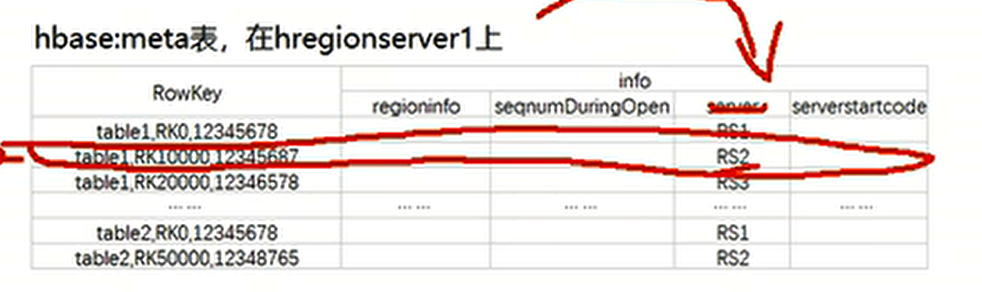 hbase:meta表，在hregionserver1上
RowKey info
regioninfo seqnumDuringOpen server serverstartcode
table1,RK0,12345678 RS1
table1,RK10000,12345687 RS2
table1,RK20000,12346578 RS3
... ... ... ... ... ... ... ... ... ...
table2,RK0,12345678 RS1
table2,RK50000,12348765 RS2